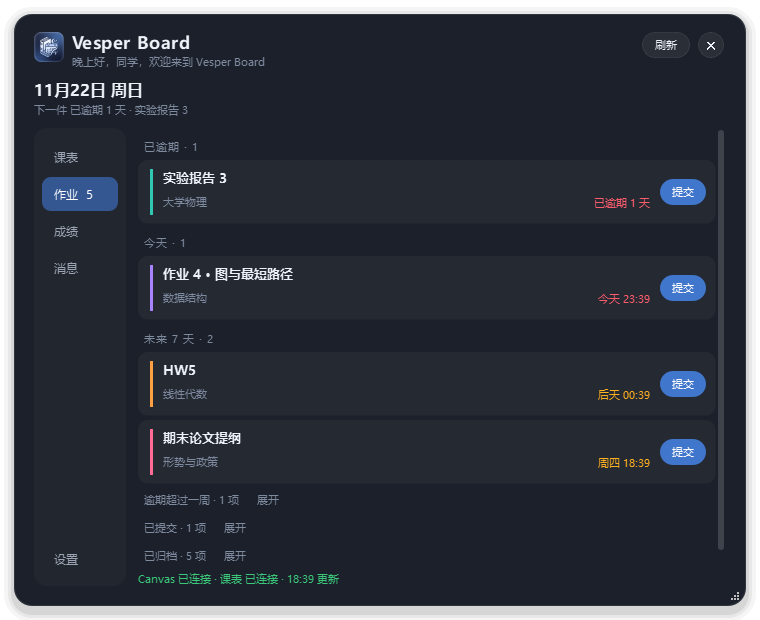 Vesper Board
晚上好，同学，欢迎来到 Vesper Board
刷新
11月22日 周日
下一件 已逾期 1 天 · 实验报告 3
课表
作业 5
成绩
消息
设置
已逾期 · 1
实验报告 3
大学物理
已逾期 1 天
提交
今天 · 1
作业 4 • 图与最短路径
数据结构
今天 23:39
提交
未来 7 天 · 2
HW5
线性代数
后天 00:39
提交
期末论文提纲
形势与政策
周四 18:39
提交
逾期超过一周 · 1 项 展开
已提交 · 1 项 展开
已归档 · 5 项 展开
Canvas 已连接 · 课表 已连接 · 18:39 更新